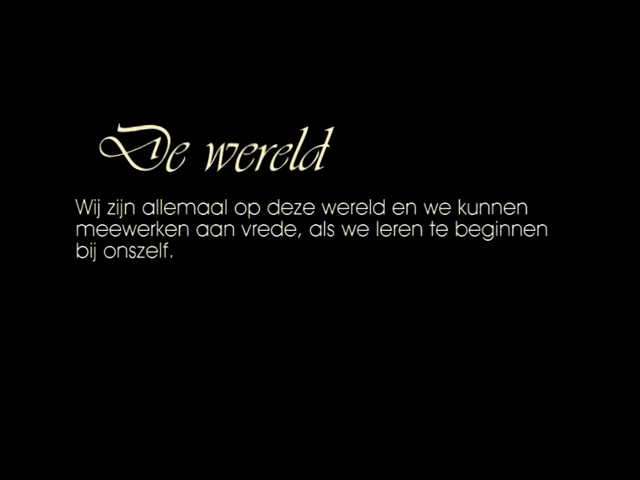 De wereld
Wij zijn allemaal op deze wereld en we kunnen
meewerken aan vrede, als we leren te beginnen
bij onszelf.